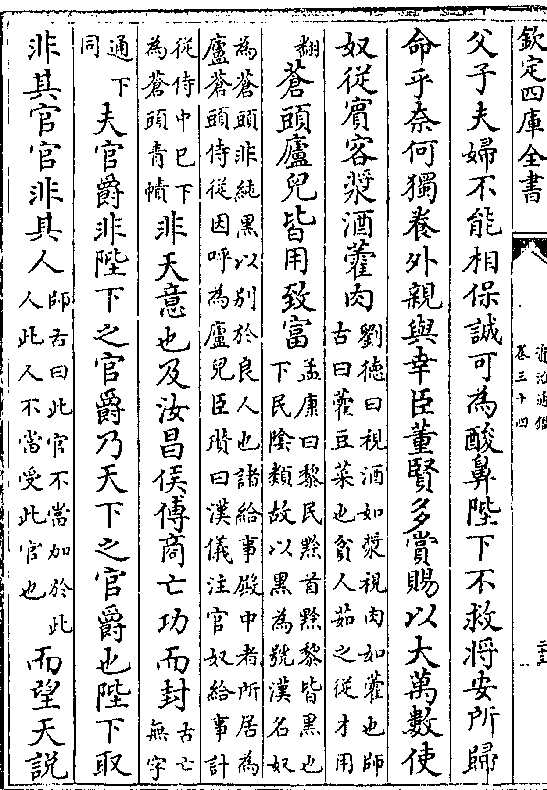 欽定四庫全書
資治通鑑
卷三十四
父子夫婦不能相保誠可為酸鼻陛下不救將安所歸
命乎奈何獨養外親與幸臣董賢多賞賜以大萬數使
奴從賓客漿酒藿肉劉德曰視酒如漿視肉如藿也師古曰藿豆葉也貧人茹之從才用
翻蒼頭廬兒皆用致富孟康曰黎民黔首黔黎皆黑也下民陰類故以黑為號漢名奴
為蒼頭非純黑以別於良人也諸給事殿中者所居為廬蒼頭侍從因呼為廬兒臣瓚曰漢儀注官奴給事計
從侍中已下為蒼頭青幘非天意也及汝昌侯傅商亡功而封古亡無字
通下同夫官爵非陛下之官爵乃天下之官爵也陛下取
非其官官非其人師古曰此官不當加於此人此人不當受此官也而望天說